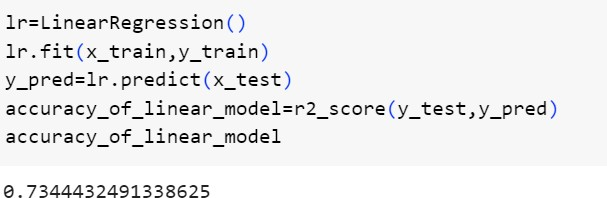 lr=LinearRegression()
lr.fit(x_train,y_train)
y_pred=lr.predict(x_test)
accuracy_of_linear_model=r2_score(y_test,y_pred)
accuracy_of_linear_model
0.7344432491338625